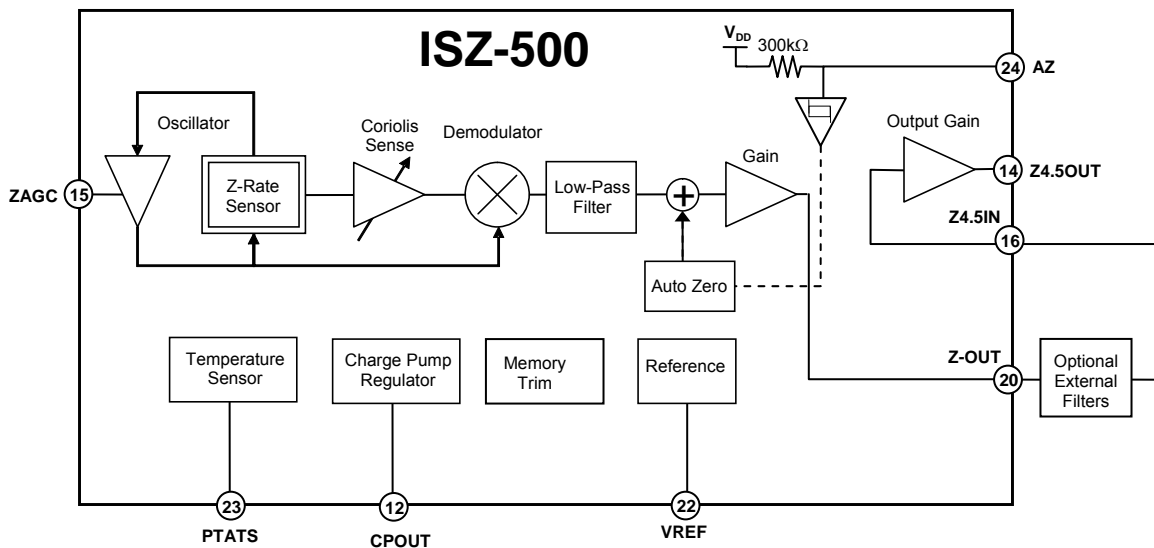 ISZ-500
VDD
300kΩ
24
AZ
Oscillator
Coriolis
Sense
Demodulator
Gain
Output Gain
ZAGC
15
Z-Rate
Sensor
Low-Pass
Filter
+
14
Z4.5OUT
Z4.5IN
16
Auto Zero
Temperature
Sensor
Charge Pump
Regulator
Memory
Trim
Reference
Z-OUT
20
Optional
External
Filters
23
PTATS
12
CPOUT
22
VREF